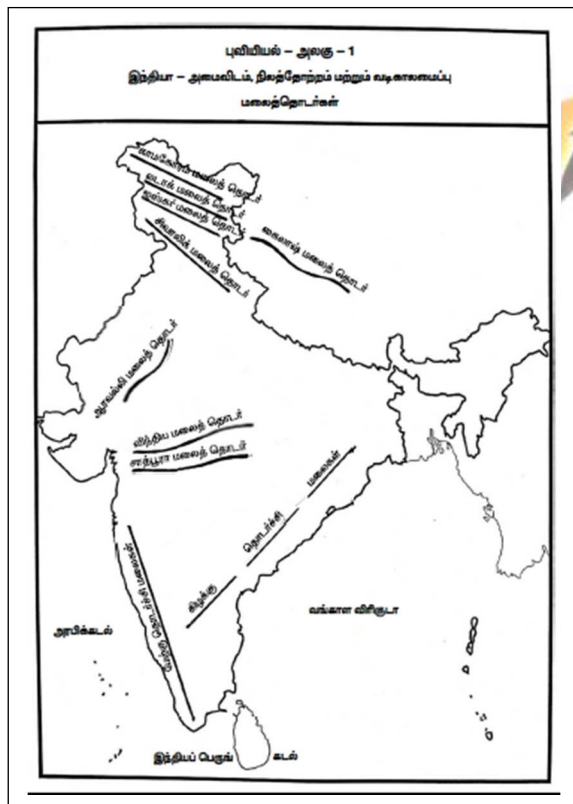 புவியியல் – அலகு – 1
இந்தியா – அமைவிடம், நிலத்தோற்றம் மற்றும் வடிகாலமைப்பு
மலைத்தொடர்கள்
காரகோரம் மலைத் தொடர்
லடாக் மலைத் தொடர்
ஜாஸ்கர் மலைத் தொடர்
சிவாலிக் மலைத் தொடர்
கைலாஷ் மலைத் தொடர்
ஆரவல்லி மலைத் தொடர்
விந்திய மலைத் தொடர்
சாத்பூரா மலைத் தொடர்
கிழக்கு தொடர்ச்சி மலைகள்
மேற்கு தொடர்ச்சி மலைகள்
அரபிக்கடல்
வங்காள விரிகுடா
இந்தியப் பெருங் கடல்